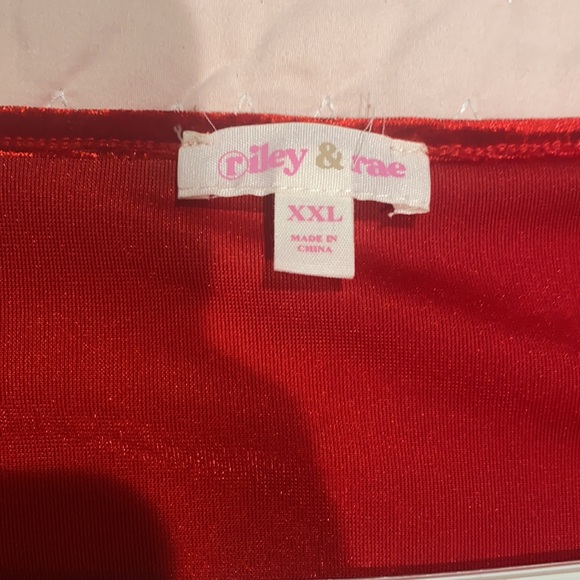 riley & rae
XXL
MADE IN
CHINA